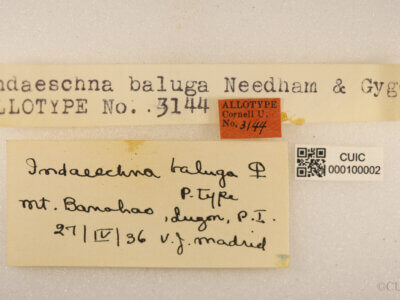 ndaeschna baluga Needham & Gyg
ALLOTYPE No. .3144
ALLOTYPE
Cornell U.
No. 3144
CUIC
000100002
Indaeschna baluga ♀
P. type
Mt. Banahao, Luzon, P.I.
27/IV/36 V.J. Madrid
©CU